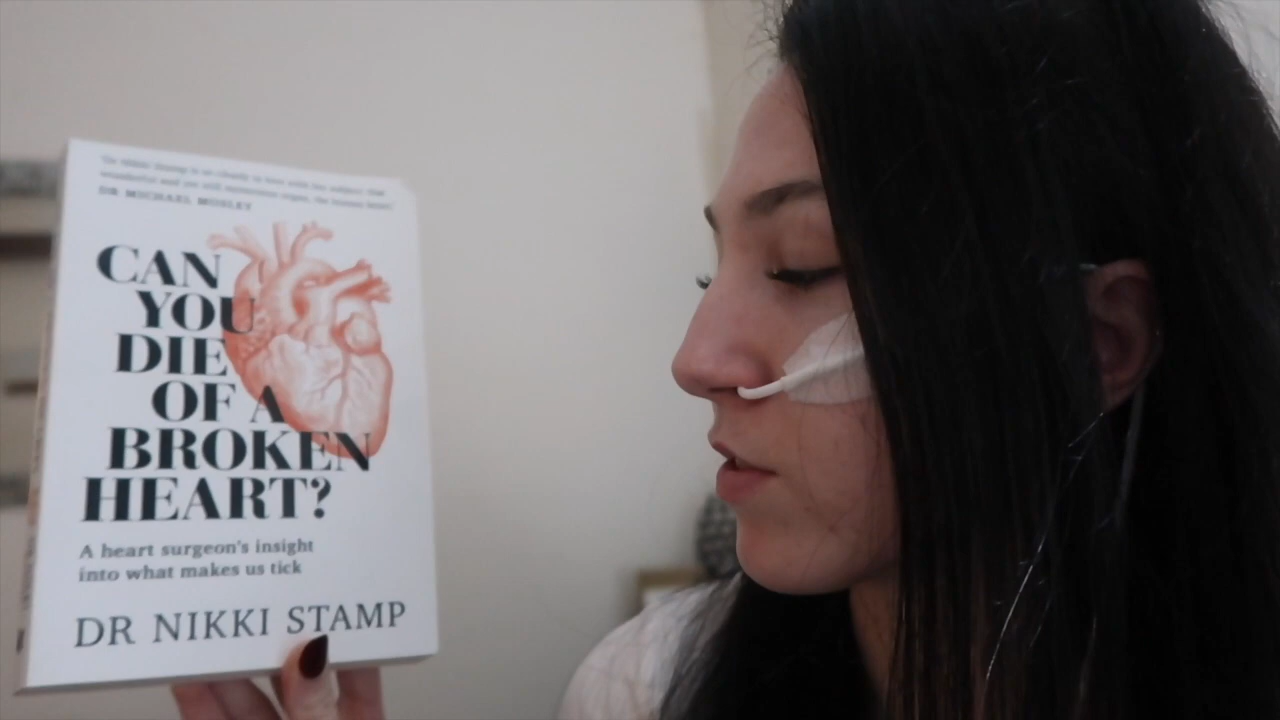 DR MICHAEL MOSLEY
CAN
YOU
DIE
OF A
BROKEN
HEART?
A heart surgeon's insight
into what makes us tick
DR NIKKI STAMP